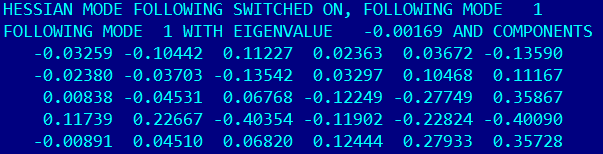 HESSIAN MODE FOLLOWING SWITCHED ON, FOLLOWING MODE   1
FOLLOWING MODE  1 WITH EIGENVALUE   -0.00169 AND COMPONENTS
-0.03259 -0.10442  0.11227  0.02363  0.03672 -0.13590
-0.02380 -0.03703 -0.13542  0.03297  0.10468  0.11167
0.00838 -0.04531  0.06768 -0.12249 -0.27749  0.35867
0.11739  0.22667 -0.40354 -0.11902 -0.22824 -0.40090
-0.00891  0.04510  0.06820  0.12444  0.27933  0.35728